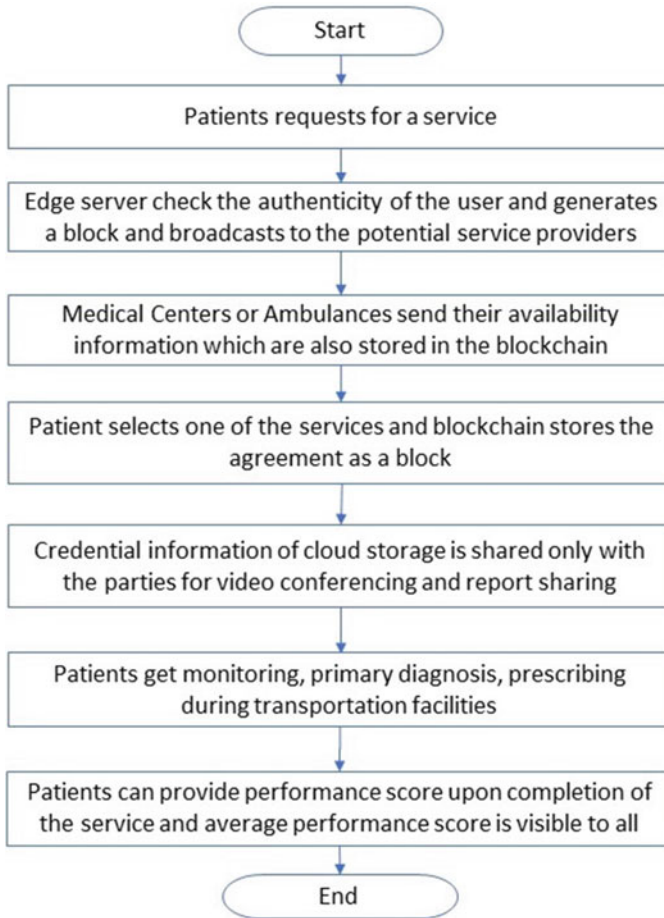 Start
Patients requests for a service
Edge server check the authenticity of the user and generates
a block and broadcasts to the potential service providers
Medical Centers or Ambulances send their availability
information which are also stored in the blockchain
Patient selects one of the services and blockchain stores the
agreement as a block
Credential information of cloud storage is shared only with
the parties for video conferencing and report sharing
Patients get monitoring, primary diagnosis, prescribing
during transportation facilities
Patients can provide performance score upon completion of
the service and average performance score is visible to all
End